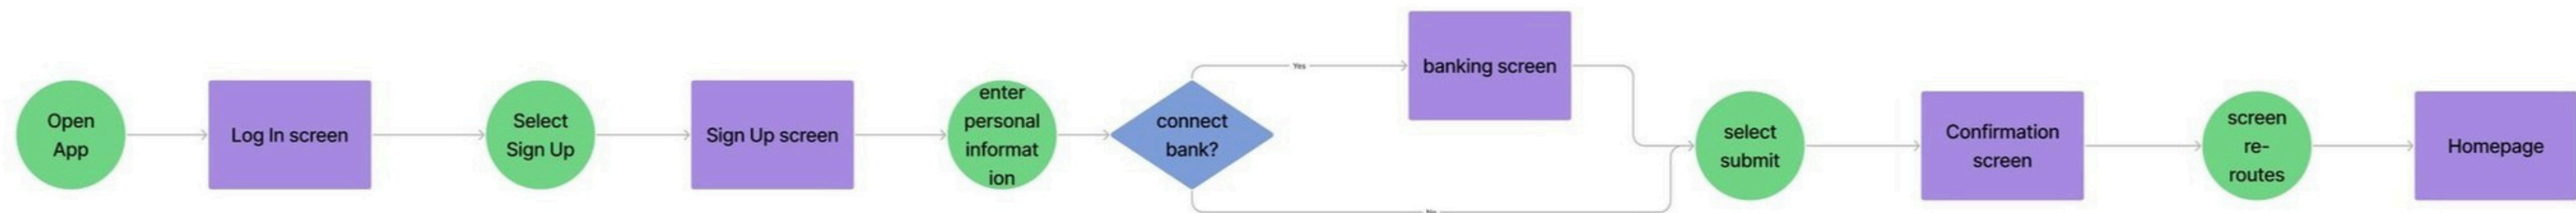 Open
App
Log In screen
Select
Sign Up
Sign Up screen
enter
personal
informat
ion
connect
bank?
Yes
banking screen
No
select
submit
Confirmation
screen
screen
re-
routes
Homepage